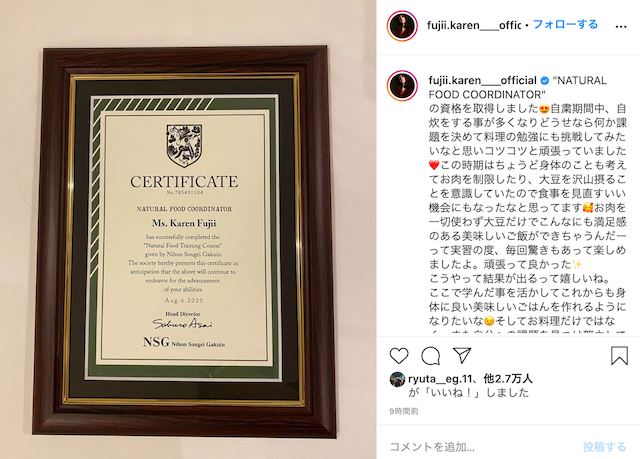 CERTIFICATE
No.785431104
NATURAL FOOD COORDINATOR
Ms. Karen Fujii
has successfully completed the
"Natural Food Training Course"
given by Nihon Sougei Gakuin.
The society hereby presents this certificate in
anticipation that the above will continue to
endeavor for the advancement
of your abilities.
Aug.6.2020
Head Director
NSG Nihon Sougei Gakuin
fujii.karen____offic • フォローする
fujii.karen____official "NATURAL
FOOD COORDINATOR"
の資格を取得しました😍自粛期間中、自
炊をする事が多くなりどうせなら何か課
題を決めて料理の勉強にも挑戦してみた
いなと思いコツコツと頑張っていました
❤️この時期はちょうど身体のことも考え
てお肉を制限したり、大豆を沢山摂るこ
とを意識していたので食事を見直すいい
機会にもなったなと思ってます🥰お肉を
一切使わず大豆だけでこんなにも満足感
のある美味しいご飯ができちゃうんだー
って実習の度、毎回驚きもあって楽しめ
ましたよ。頑張って良かった✨
こうやって結果が出るって嬉しいね。
ここで学んだ事を活かしてこれからも身
体に良い美味しいごはんを作れるように
なりたいな😉そしてお料理だけではな
ryuta__eg.11、他2.7万人
が「いいね！」しました
9時間前
コメントを追加...
投稿する